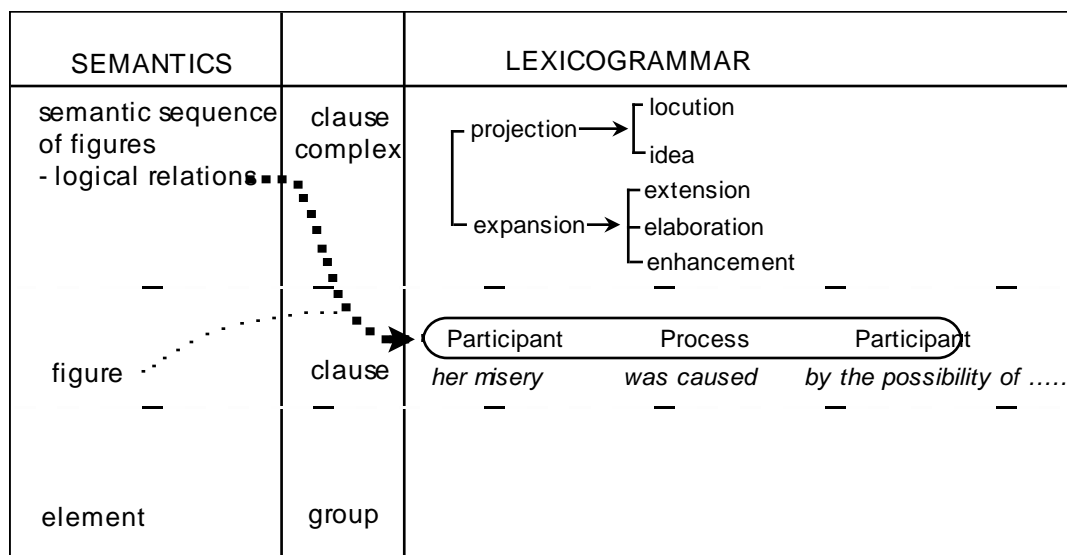 SEMANTICS
LEXICOGRAMMAR
semantic sequence
of figures
- logical relations
clause
complex
projection
locution
idea
expansion
extension
elaboration
enhancement
figure
clause
Participant Process Participant
her misery was caused by the possibility of .....
element
group